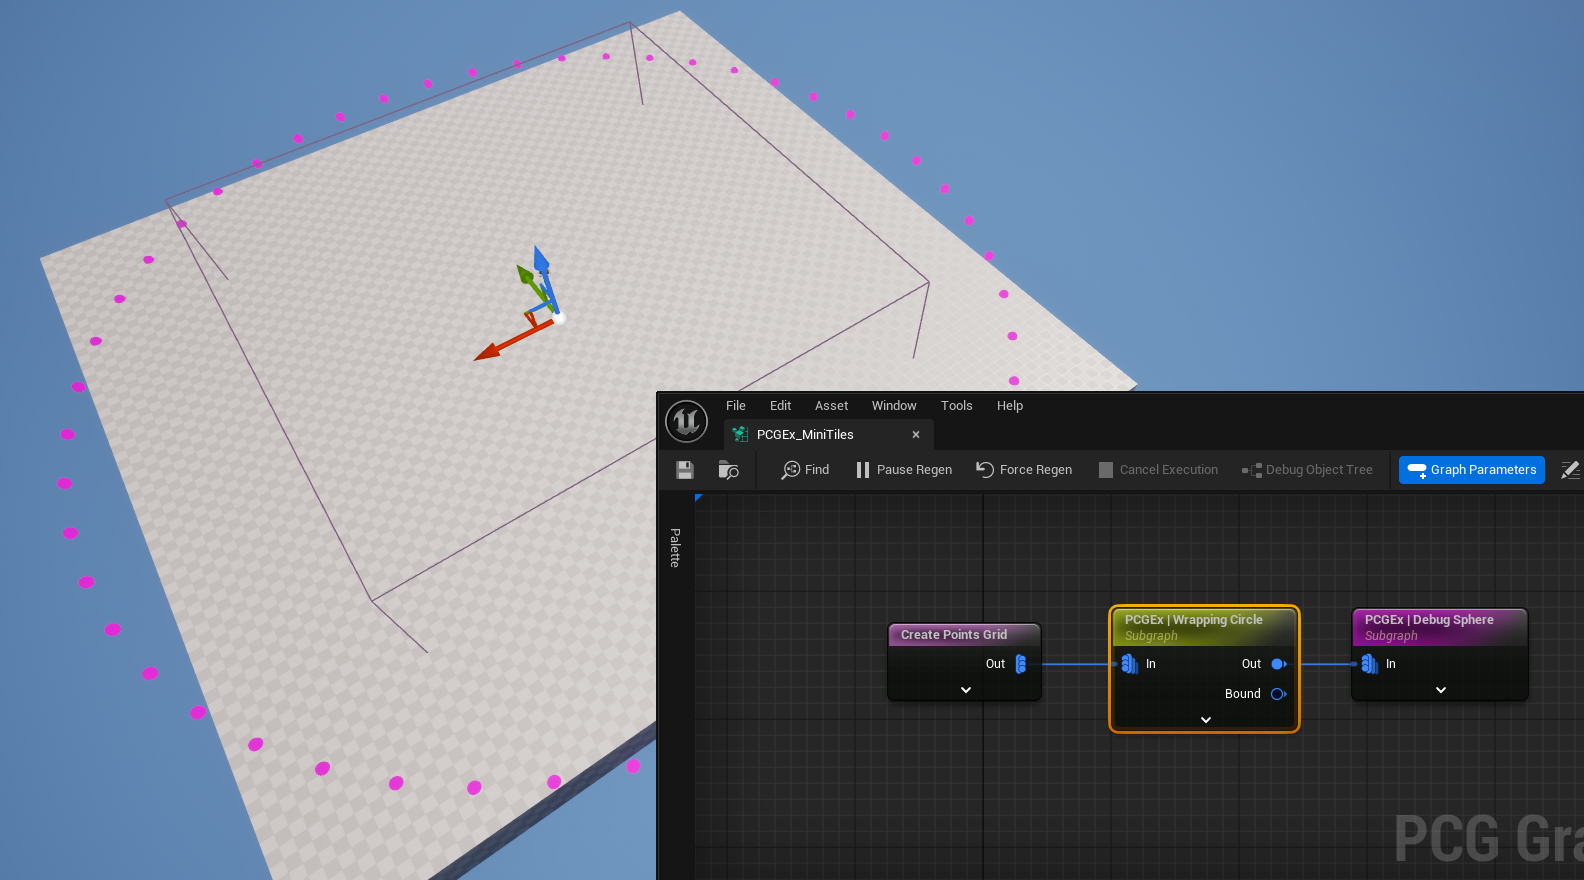 File Edit Asset Window Tools Help
PCGEx_MiniTiles
Find Pause Regen Force Regen Cancel Execution Debug Object Tree Graph Parameters
Palette
Create Points Grid
Out
PCGEx | Wrapping Circle
Subgraph
In Out
Bound
PCGEx | Debug Sphere
Subgraph
In
PCG Gra